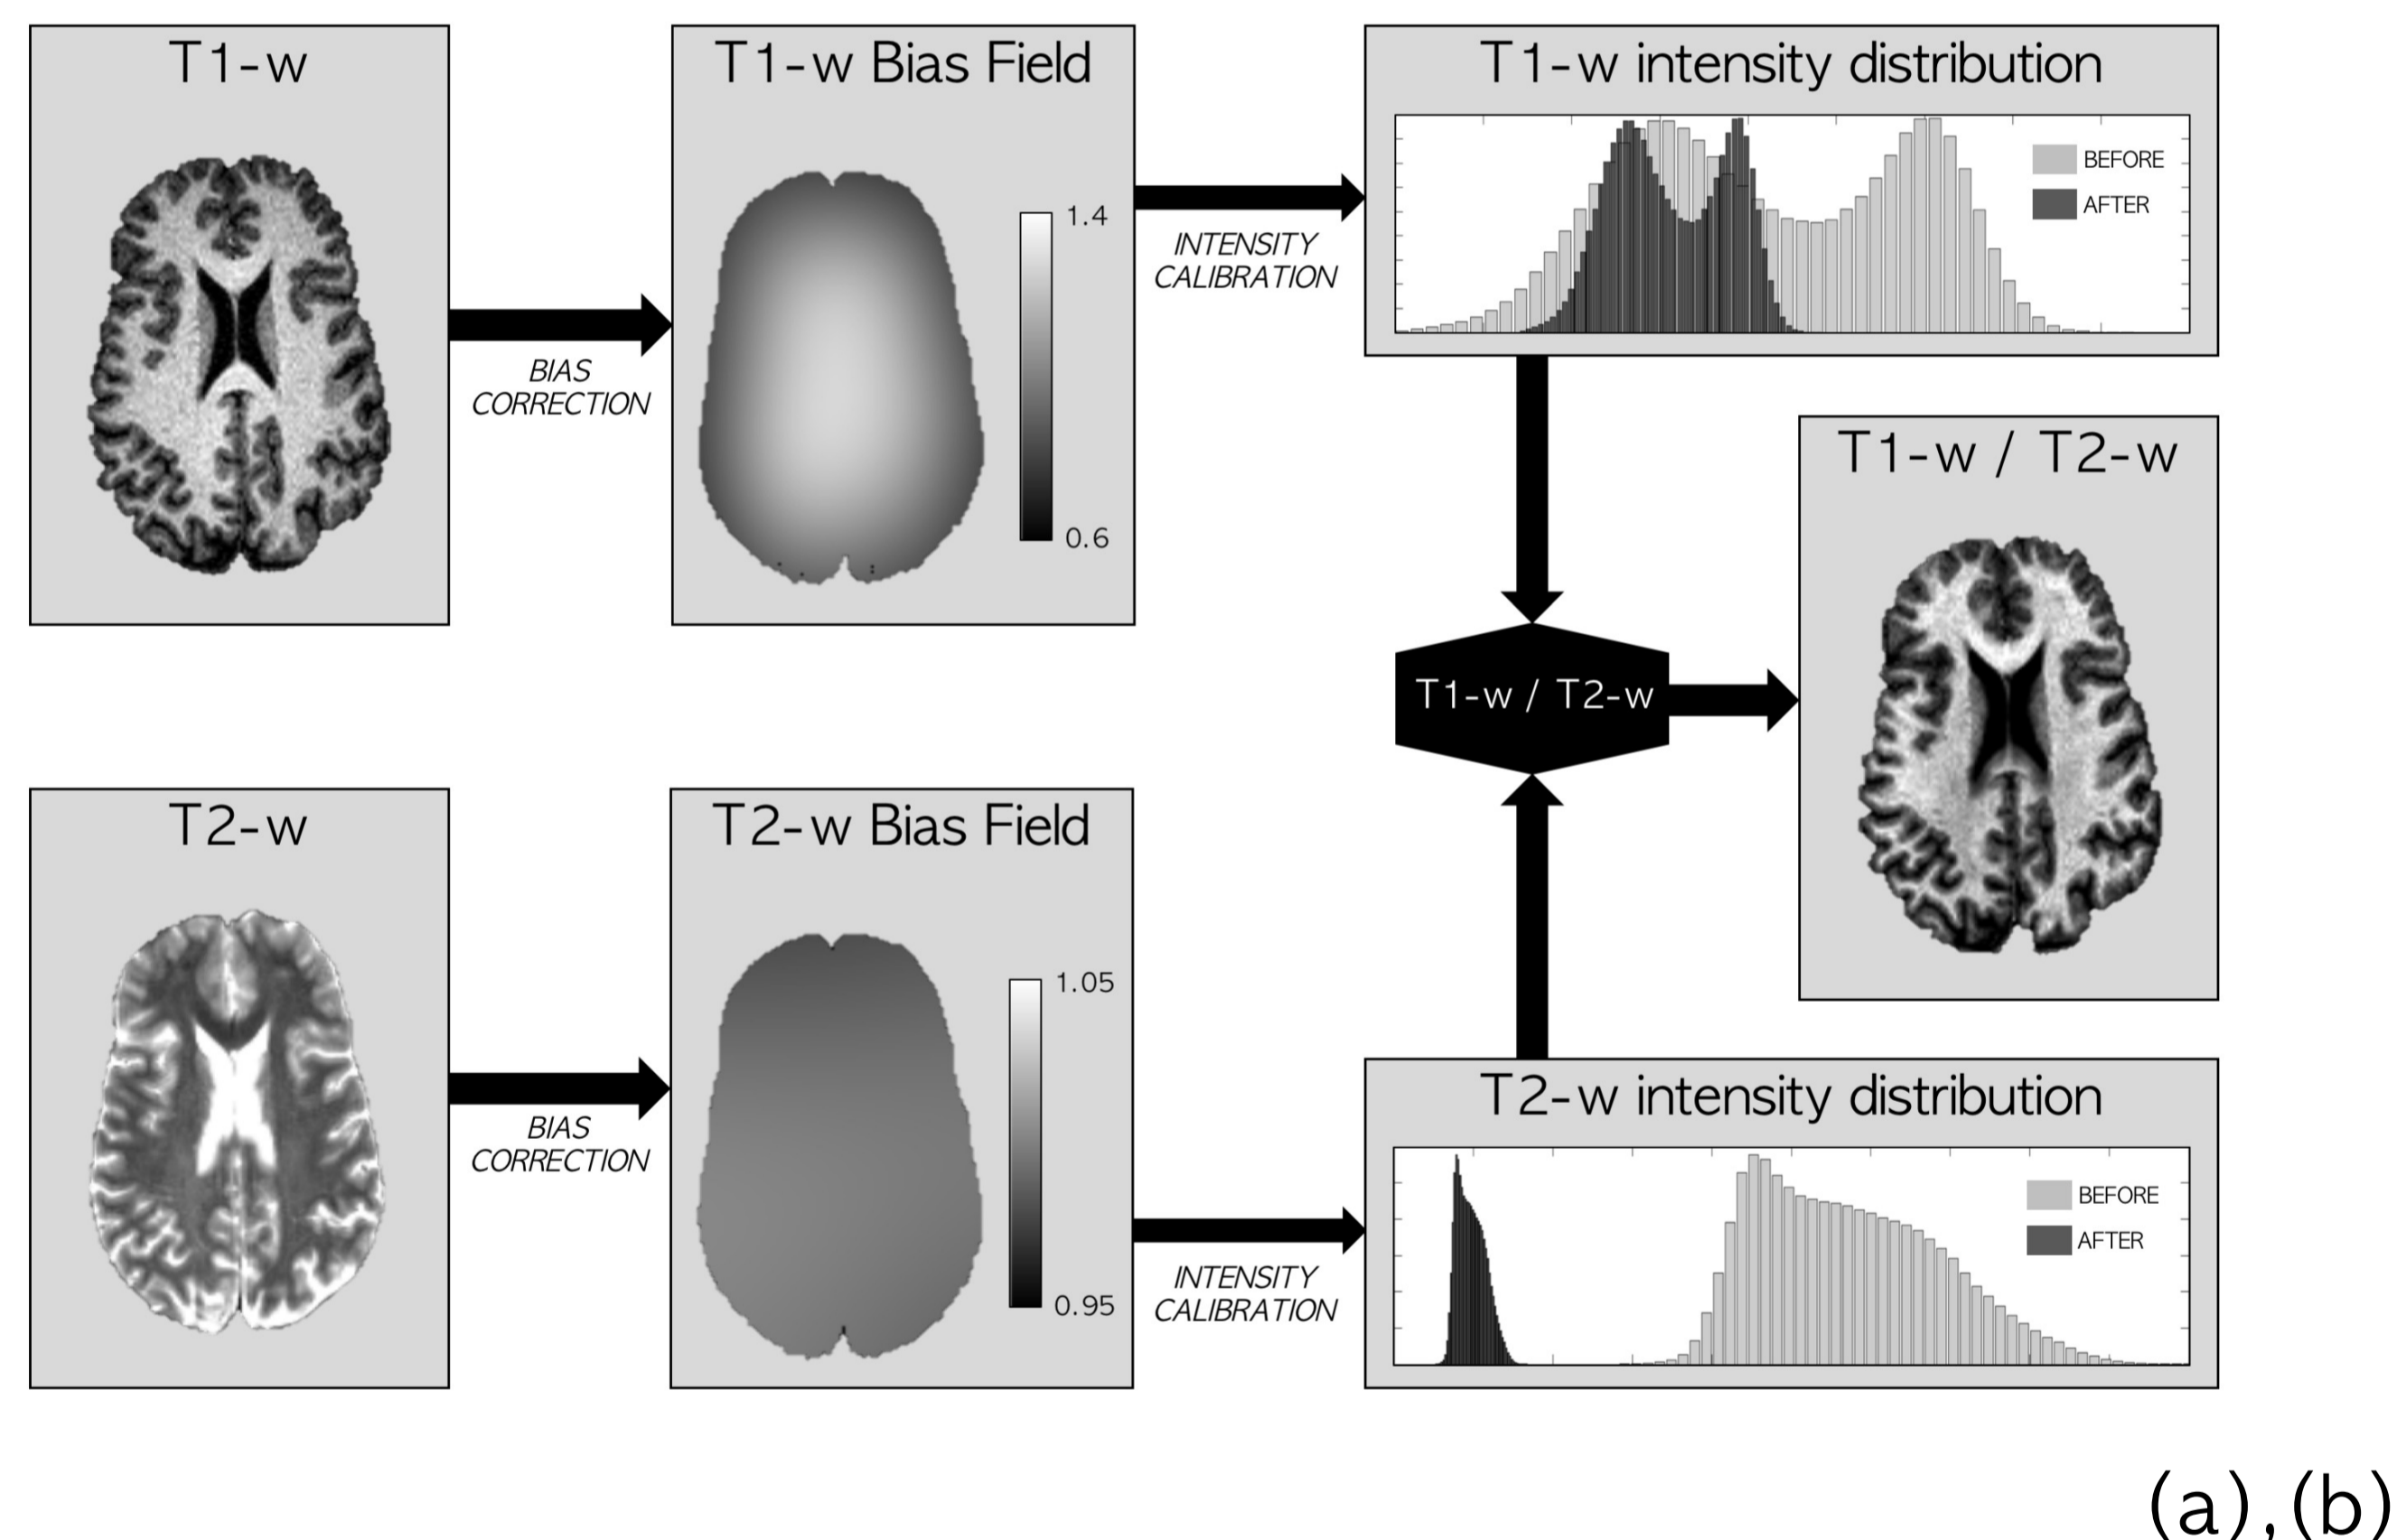 T1-w
T1-w Bias Field
T1-w intensity distribution
BEFORE
AFTER
1.4
0.6
INTENSITY
CALIBRATION
BIAS
CORRECTION
T1-w / T2-w
T1-w / T2-w
T2-w
T2-w Bias Field
1.05
0.95
BIAS
CORRECTION
T2-w intensity distribution
BEFORE
AFTER
INTENSITY
CALIBRATION
(a),(b)